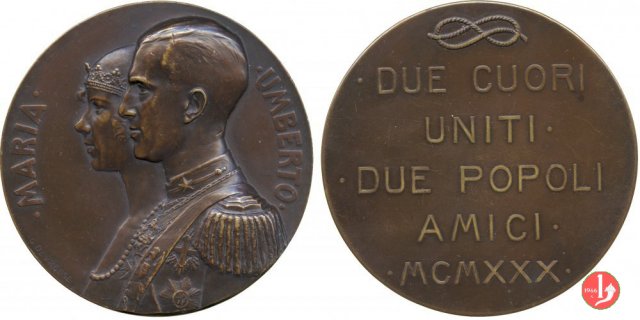 · MARIA ·
· UMBERTO ·
· DUE CUORI
UNITI ·
· DUE POPOLI
AMICI ·
· MCMXXX ·